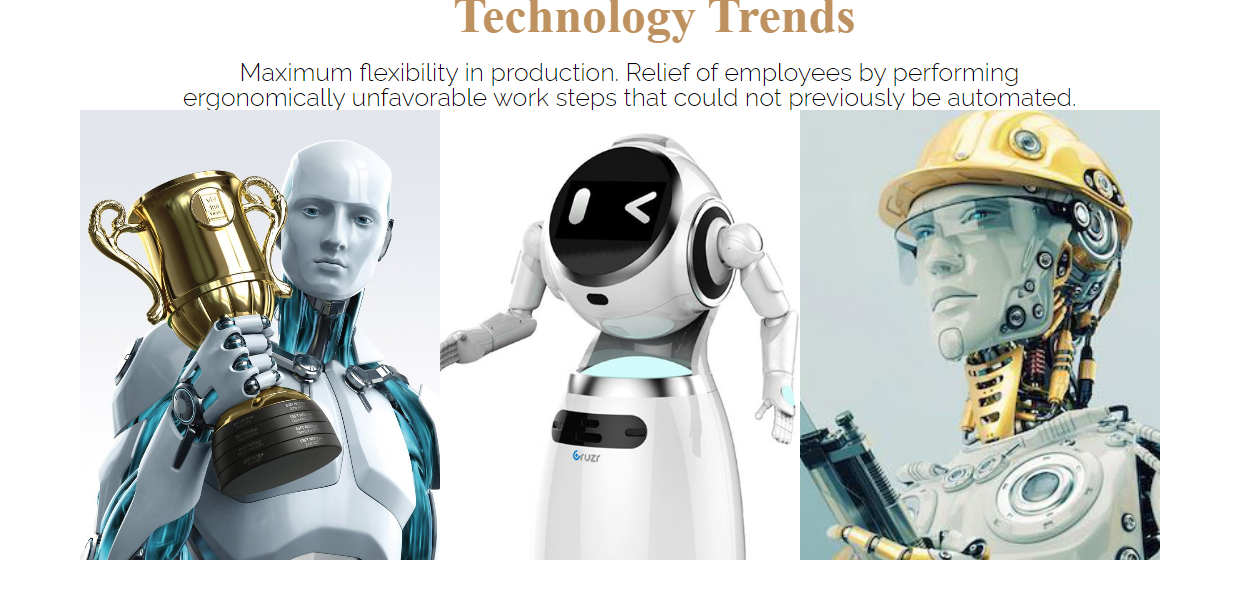 Technology Trends
Maximum flexibility in production. Relief of employees by performing
ergonomically unfavorable work steps that could not previously be automated.
Cruzr